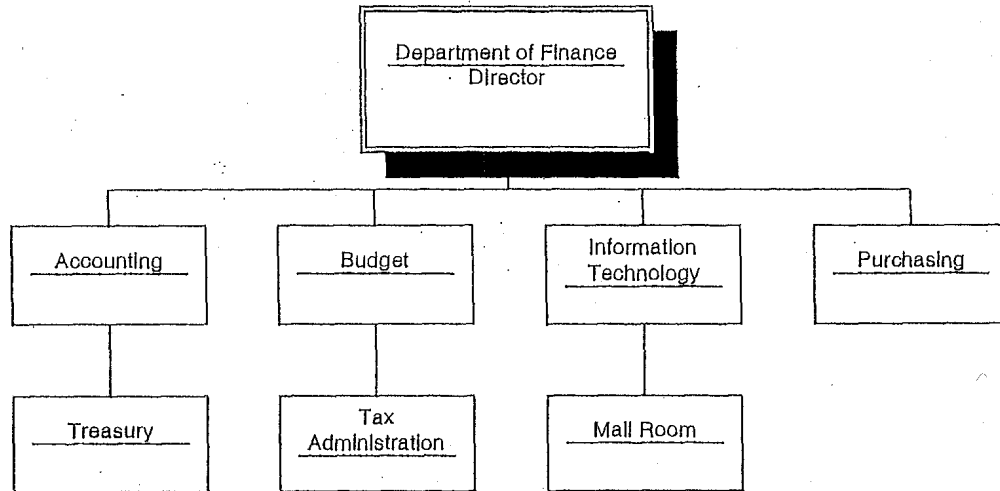 Department of Finance
Director
Accounting
Budget
Information
Technology
Purchasing
Treasury
Tax
Administration
Mail Room